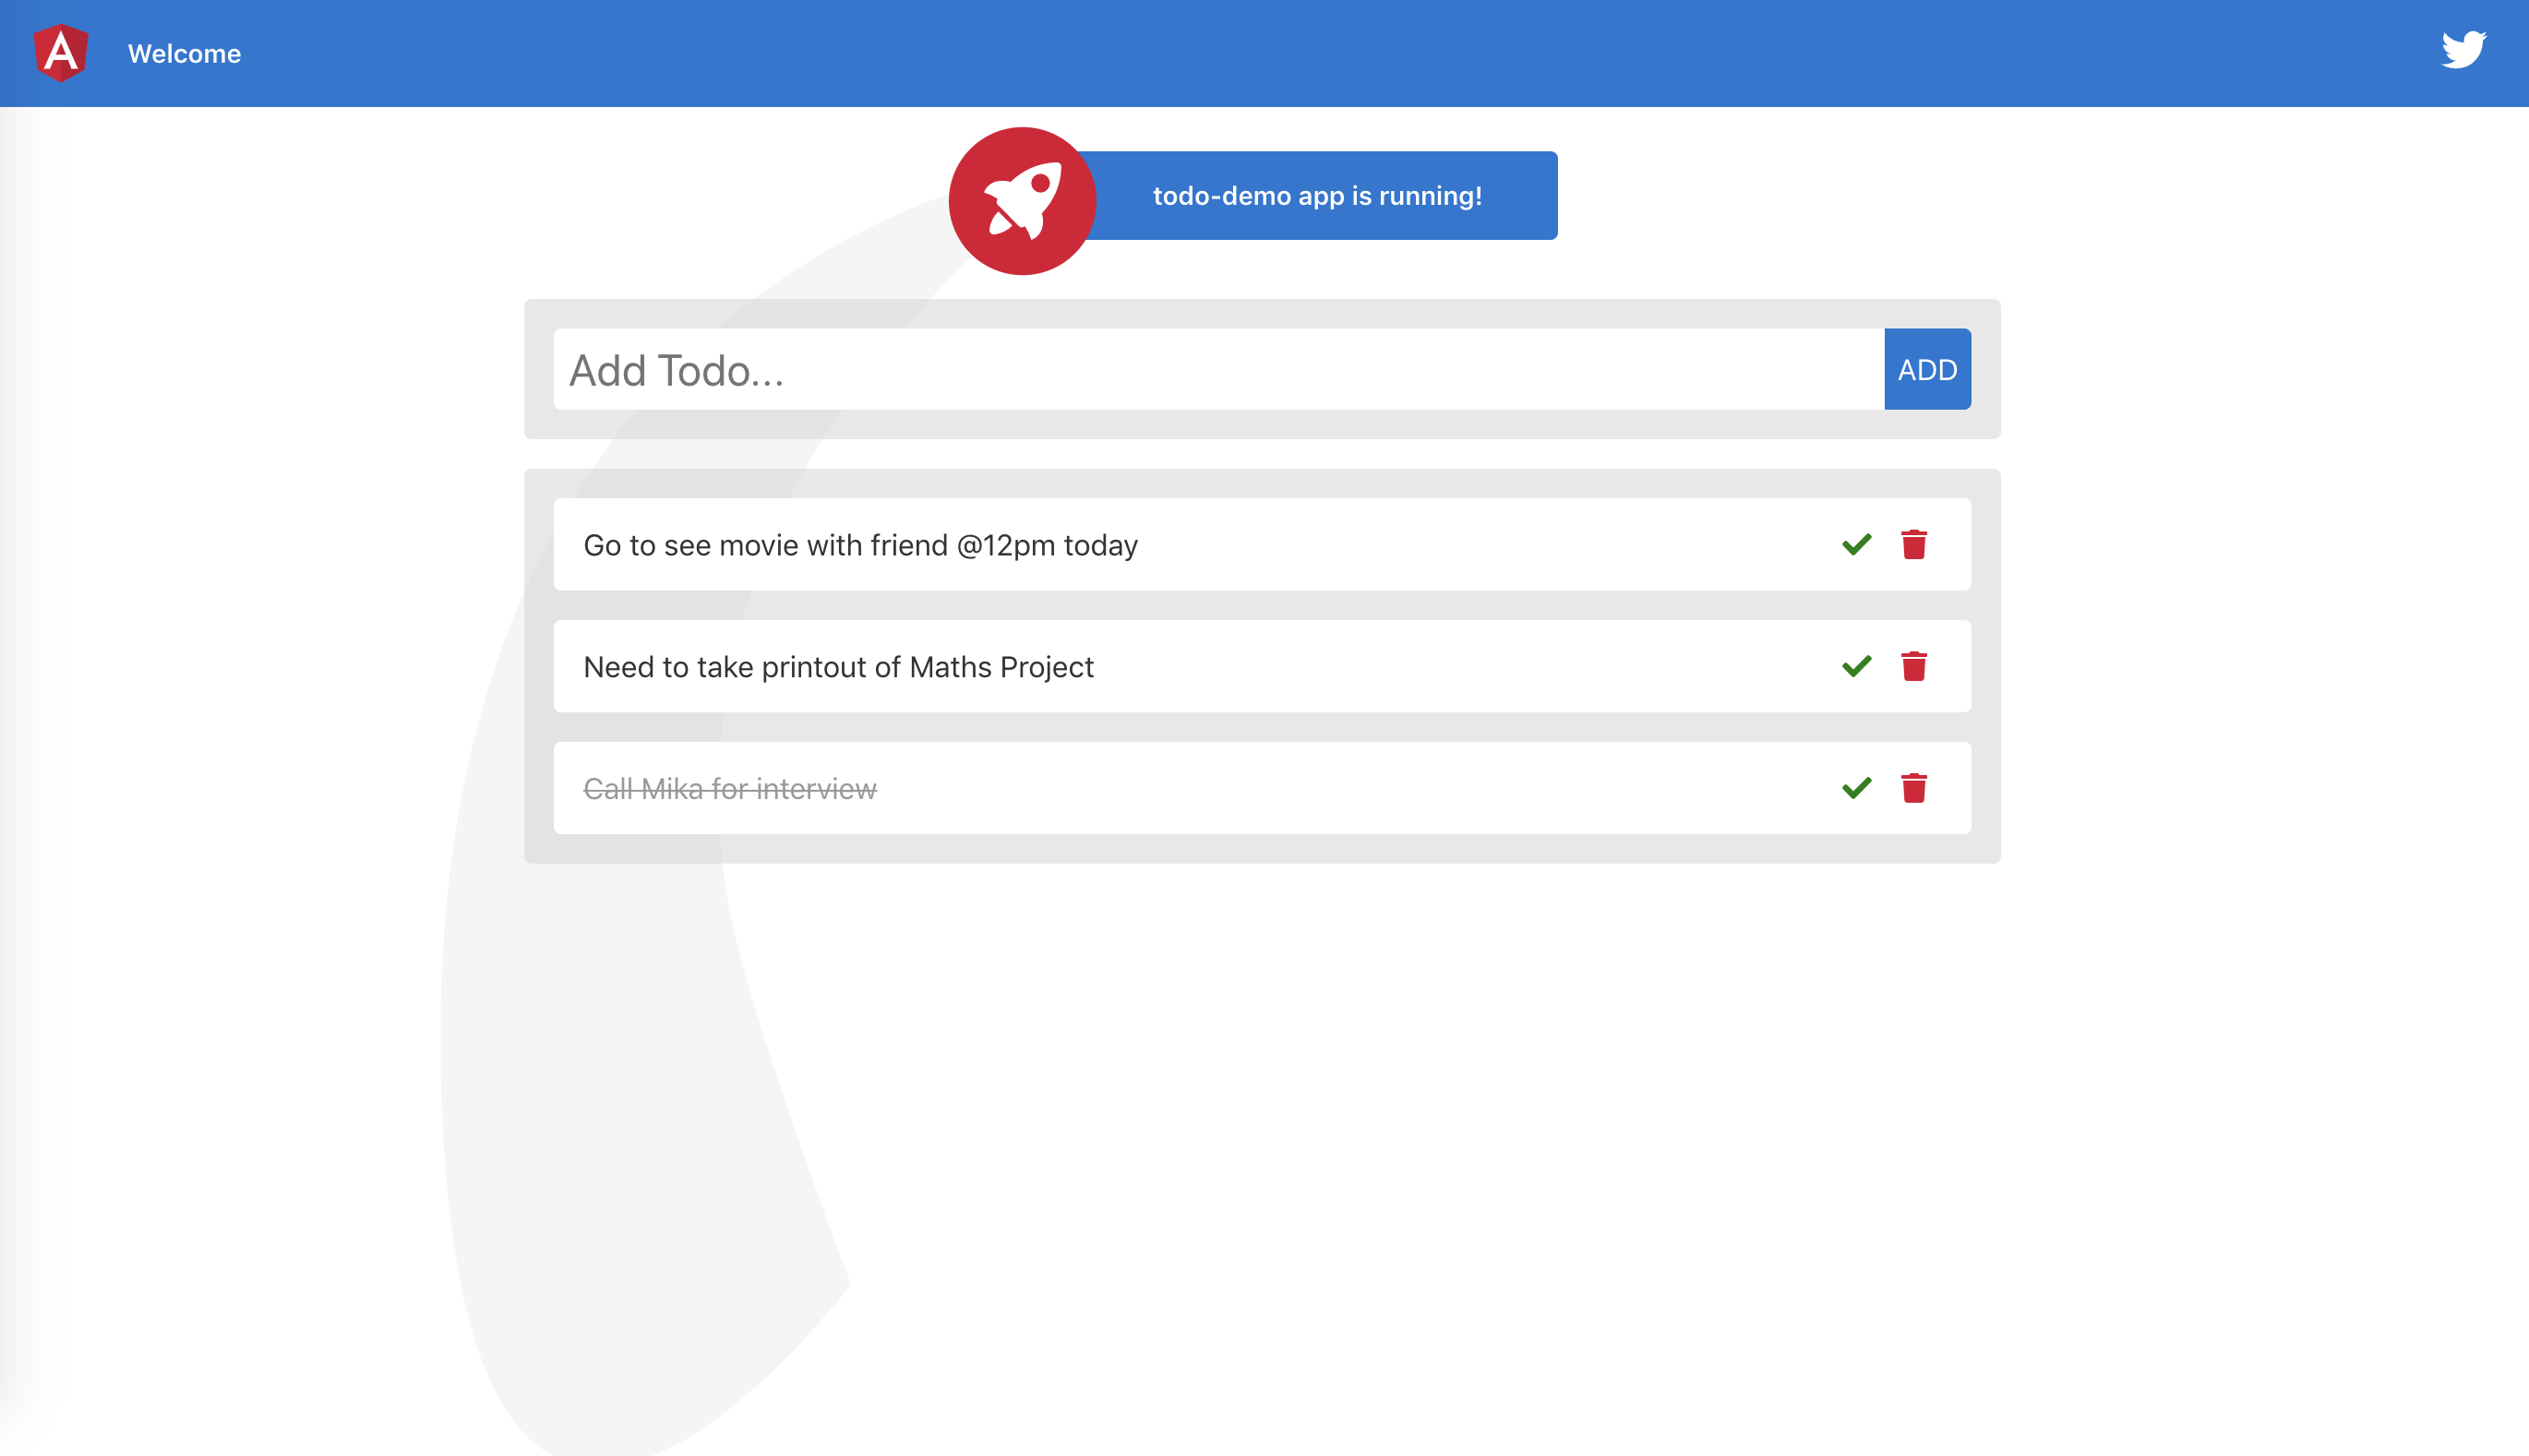 Welcome
todo-demo app is running!
Add Todo...
ADD
Go to see movie with friend @12pm today
Need to take printout of Maths Project
Call Mika for interview